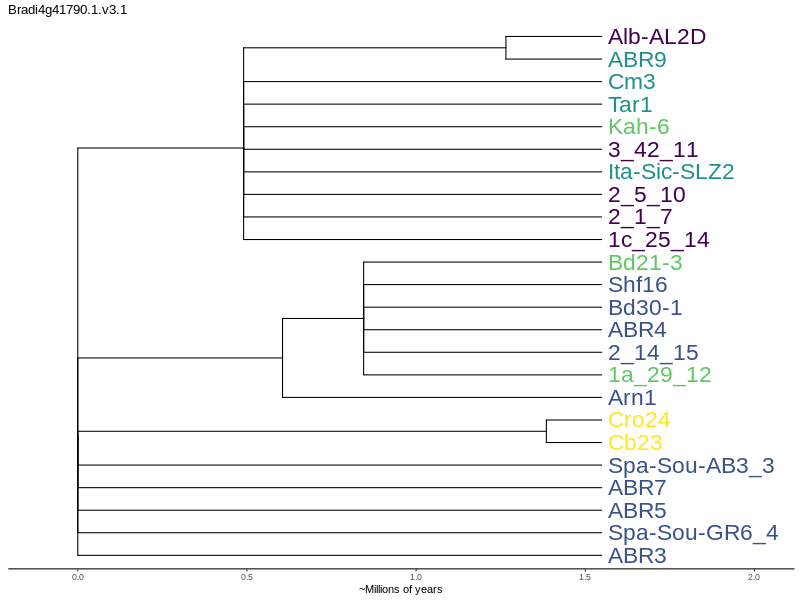 Bradi4g41790.1.v3.1
Alb-AL2D
ABR9
Cm3
Tar1
Kah-6
3_42_11
Ita-Sic-SLZ2
2_5_10
2_1_7
1c_25_14
Bd21-3
Shf16
Bd30-1
ABR4
2_14_15
1a_29_12
Arn1
Cro24
Cb23
Spa-Sou-AB3_3
ABR7
ABR5
Spa-Sou-GR6_4
ABR3
0.0 0.5 1.0 1.5 2.0
~Millions of years